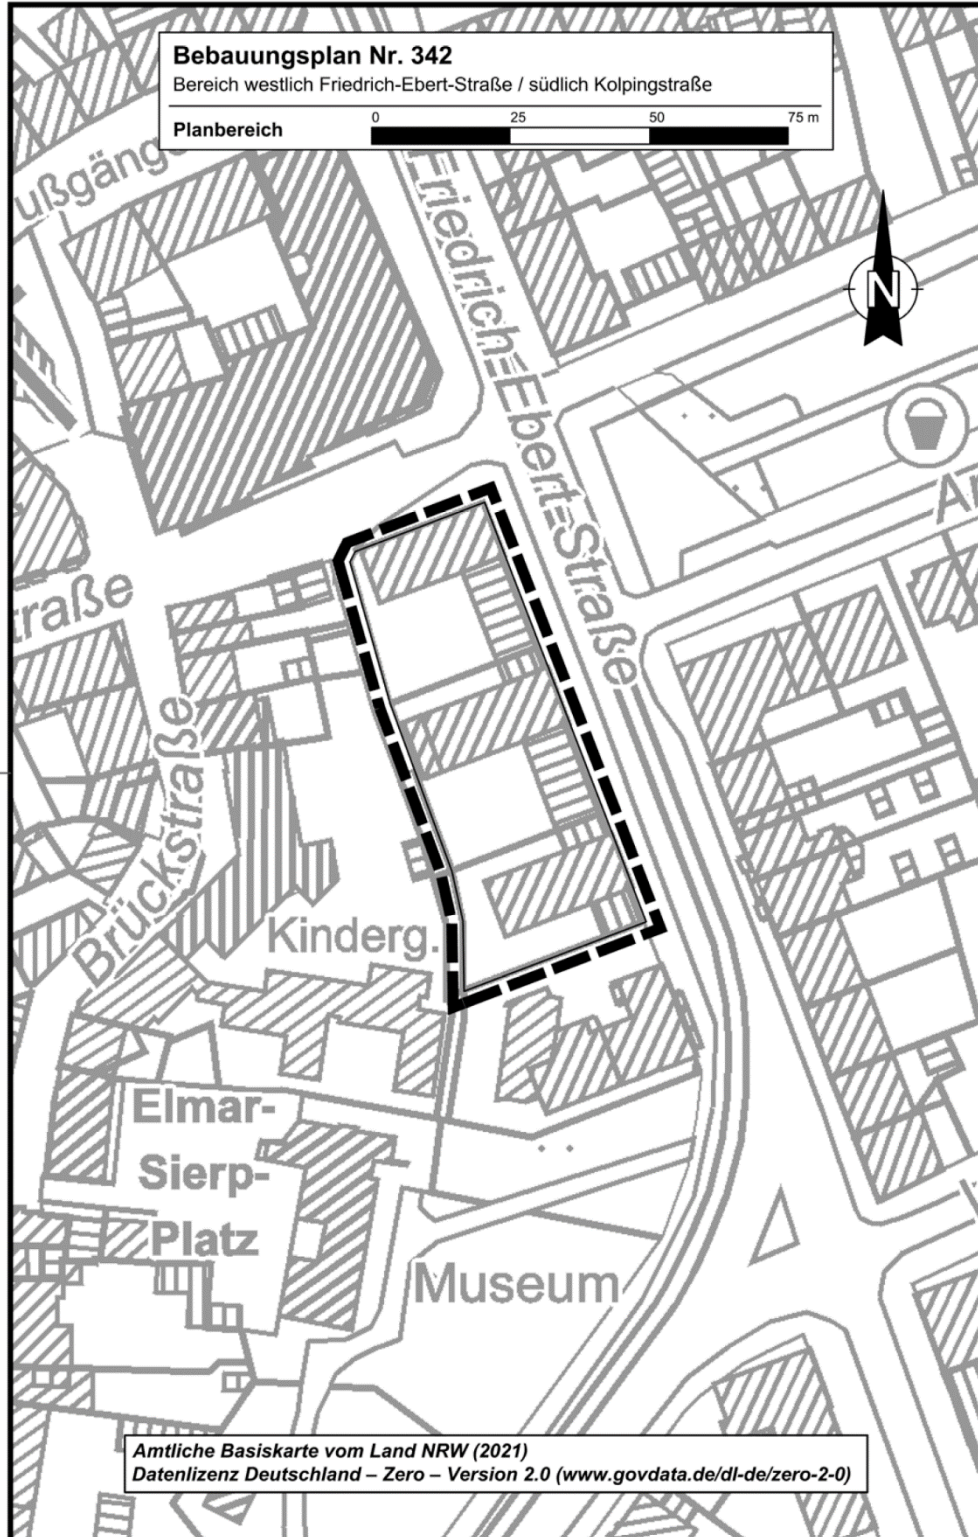 Bebauungsplan Nr. 342
Bereich westlich Friedrich-Ebert-Straße / südlich Kolpingstraße
Planbereich
0 25 50 75 m
ußgänge
Friedrich-Ebert-Straße
N
traße
Brückstraße
Kinderg.
Elmar-
Sierp-
Platz
Museum
Amtliche Basiskarte vom Land NRW (2021)
Datenlizenz Deutschland – Zero – Version 2.0 (www.govdata.de/dl-de/zero-2-0)